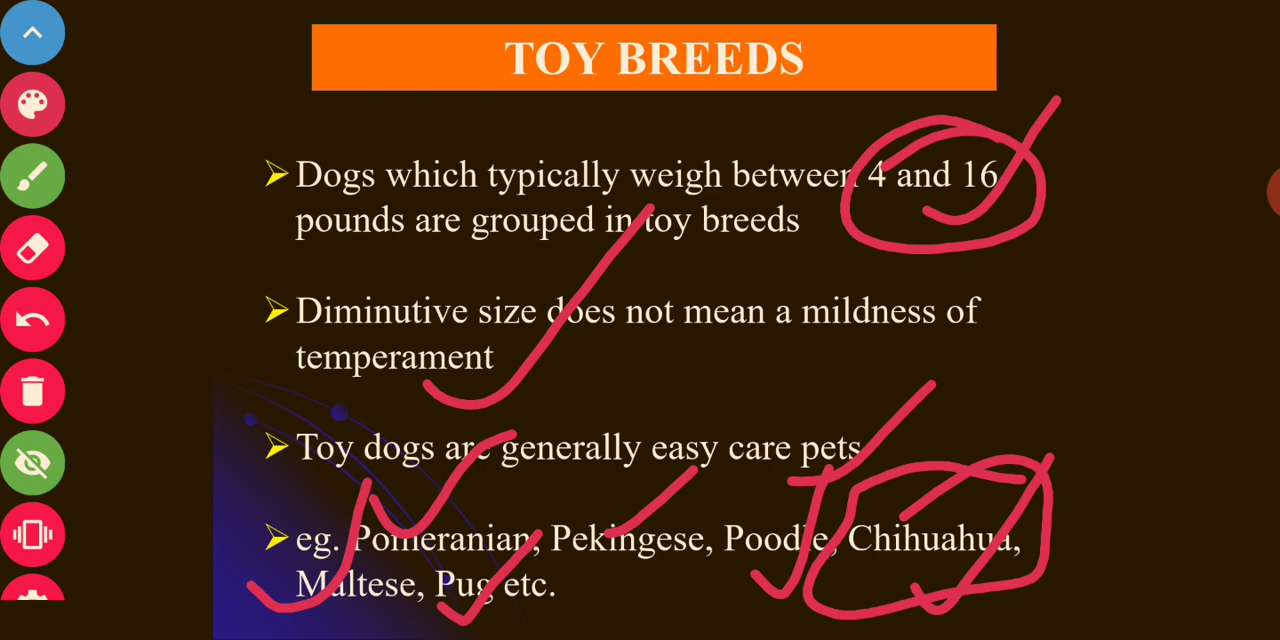 TOY BREEDS
Dogs which typically weigh between 4 and 16
pounds are grouped in toy breeds
Diminutive size does not mean a mildness of
temperament
Toy dogs are generally easy care pets
eg. Pomeranian, Pekingese, Poodle, Chihuahua,
Maltese, Pug etc.